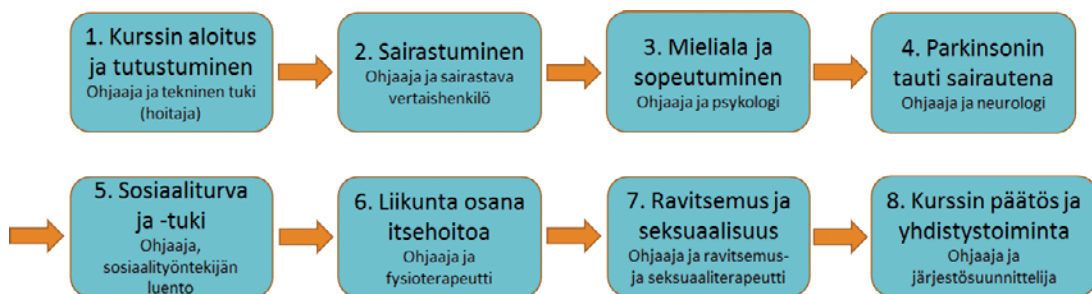 1. Kurssin aloitus
ja tutustuminen
Ohjaaja ja tekninen tuki
(hoitaja)
2. Sairastuminen
Ohjaaja ja sairastava
vertaishenkilö
3. Mieliala ja
sopeutuminen
Ohjaaja ja psykologi
4. Parkinsonin
tauti sairautena
Ohjaaja ja neurologi
5. Sosiaaliturva
ja -tuki
Ohjaaja,
sosiaalityöntekijän
luento
6. Liikunta osana
itsehoitoa
Ohjaaja ja
fysioterapeutti
7. Ravitsemus ja
seksuaalisuus
Ohjaaja ja ravitsemus-
ja seksuaaliterapeutti
8. Kurssin päätös ja
yhdistystoiminta
Ohjaaja ja
järjestösuunnittelija